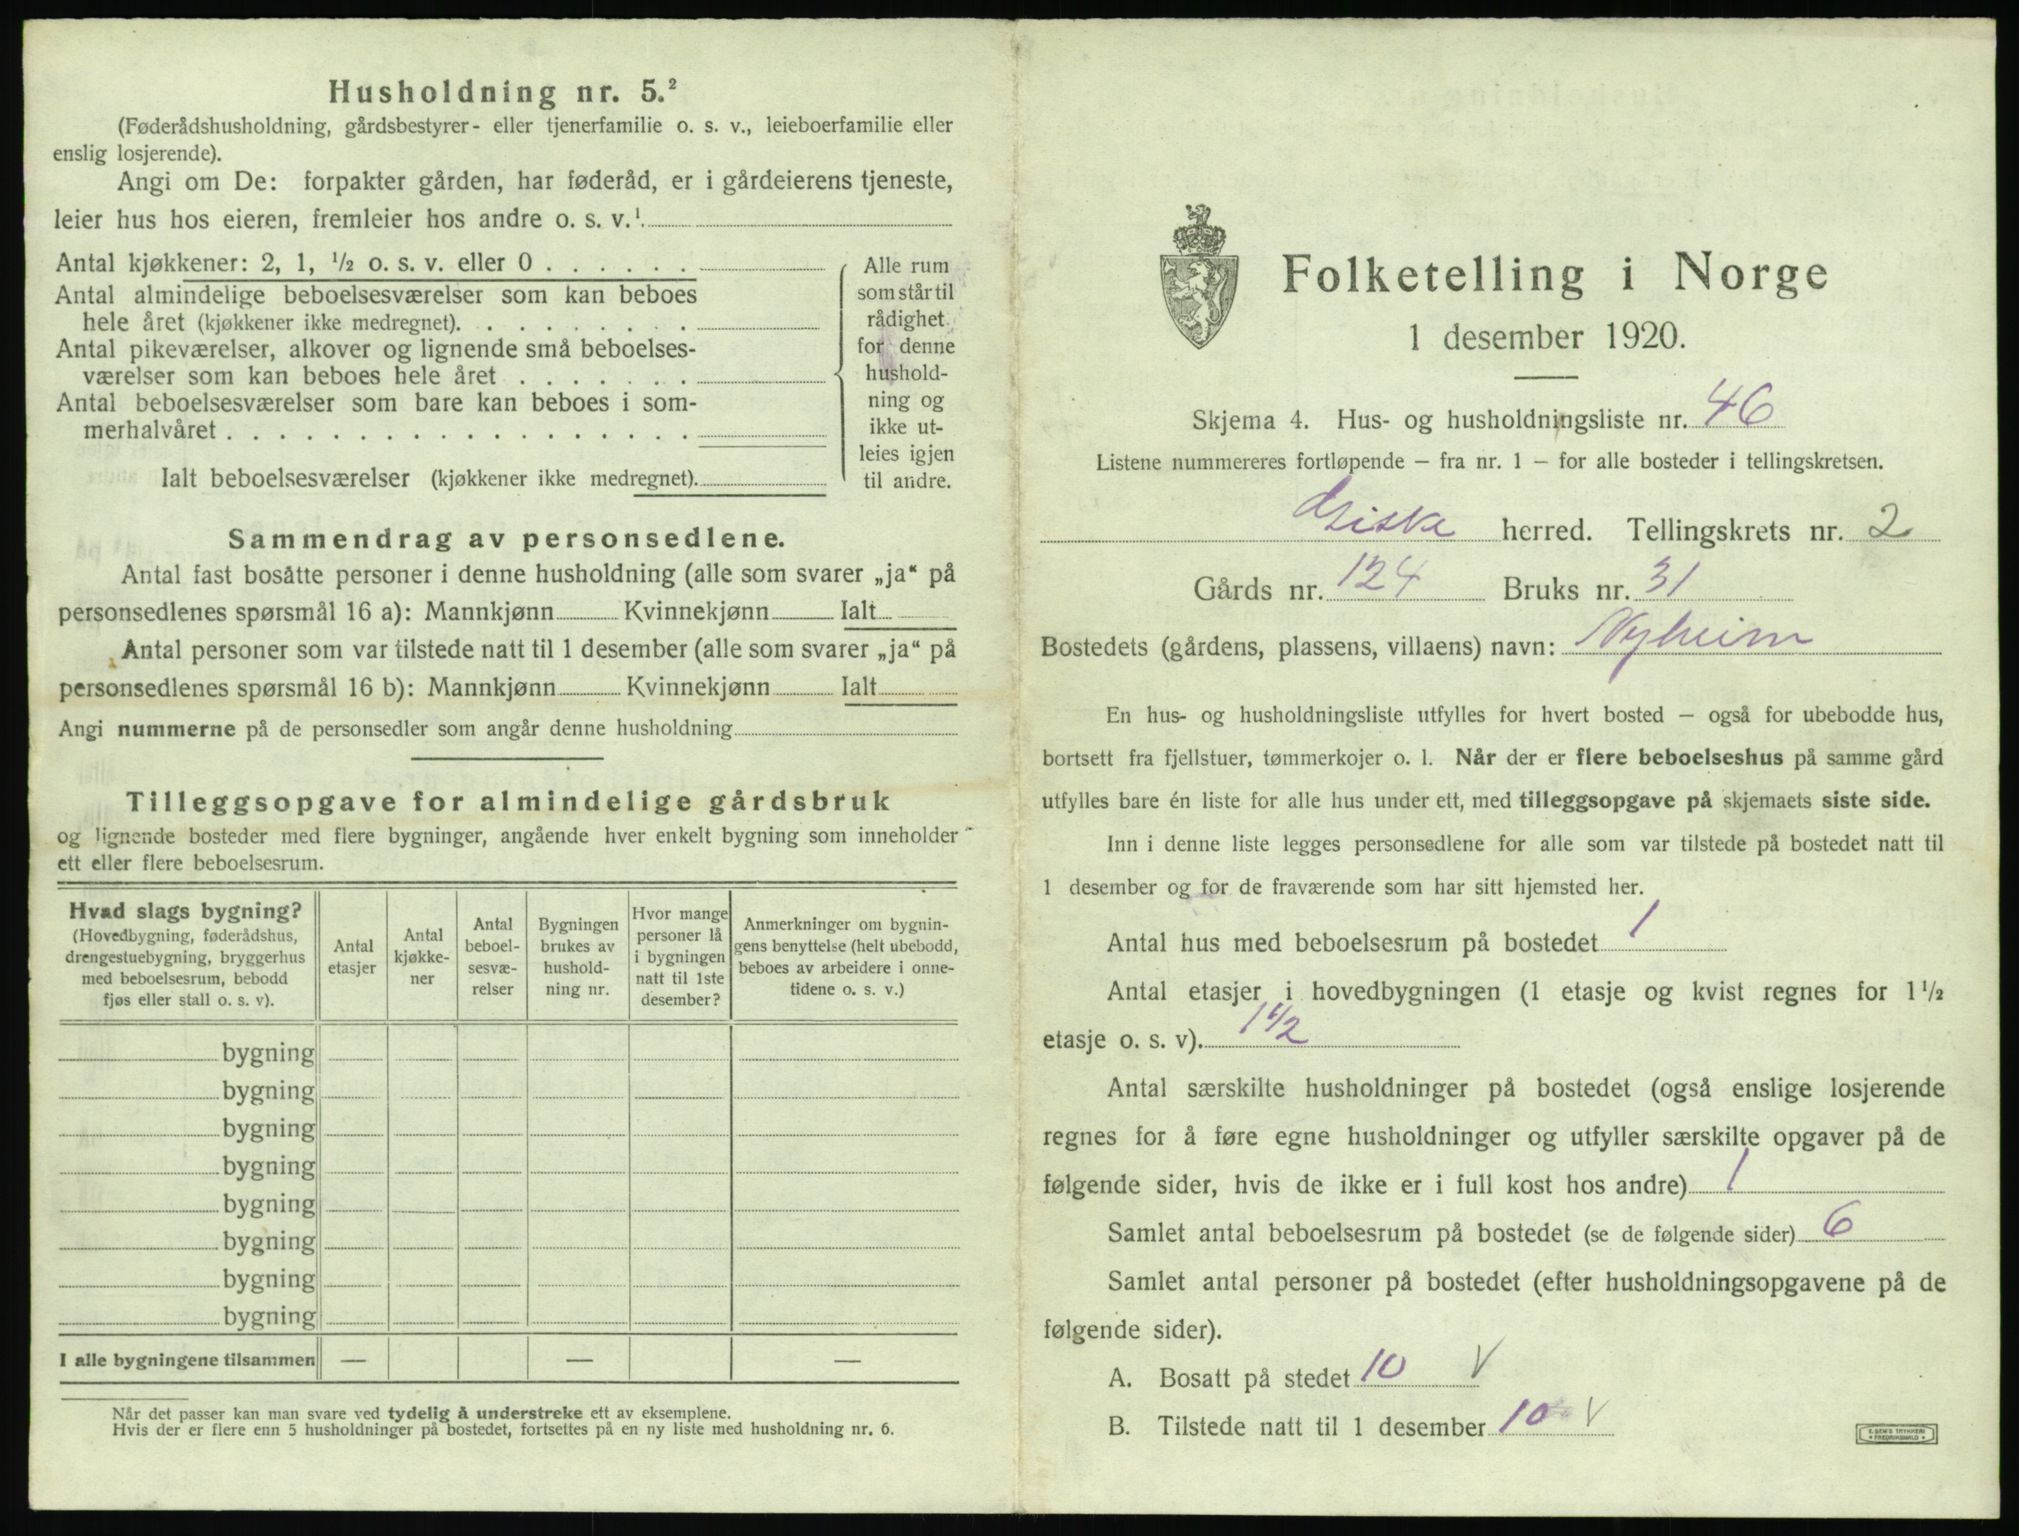 Husholdning nr. 5.²
(Føderådshusholdning, gårdsbestyrer- eller tjenerfamilie o. s. v., leieboerfamilie eller
enslig losjerende).
Angi om De: forpakter gården, har føderåd, er i gårdeierens tjeneste,
leier hus hos eieren, fremleier hos andre o. s. v.¹
Antal kjøkkener: 2, 1, ½ o. s. v. eller 0 . . . . . .
Antal almindelige beboelsesværelser som kan beboes
hele året (kjøkkener ikke medregnet). . . . . . . . .
Antal pikeværelser, alkover og lignende små beboelses-
værelser som kan beboes hele året . . . . . . .
Antal beboelsesværelser som bare kan beboes i som-
merhalvåret . . . . . . . . . . . . . . . . . .
Ialt beboelsesværelser (kjøkkener ikke medregnet).
Alle rum
som står til
rådighet
for denne
hushold-
ning og
ikke ut-
leies igjen
til andre.
Sammendrag av personsedlene.
Antal fast bosatte personer i denne husholdning (alle som svarer „ja“ på
personsedlenes spørsmål 16 a): Mannkjønn Kvinnekjønn Ialt
Antal personer som var tilstede natt til 1 desember (alle som svarer „ja“ på
personsedlenes spørsmål 16 b): Mannkjønn Kvinnekjønn Ialt
Angi nummerne på de personsedler som angår denne husholdning
Tilleggsopgave for almindelige gårdsbruk
og lignende bosteder med flere bygninger, angående hver enkelt bygning som inneholder
ett eller flere beboelsesrum.
Hvad slags bygning?
(Hovedbygning, føderådshus,
drengestuebygning, bryggerhus
med beboelsesrum, bebodd
fjøs eller stall o. s. v).
Antal
etasjer
Antal
kjøkke-
ner
Antal
beboel-
sesvæ-
relser
Bygningen
brukes av
hushold-
ning nr.
Hvor mange
personer lå
i bygningen
natt til 1ste
desember?
Anmerkninger om bygnin-
gens benyttelse (helt ubebodd,
beboes av arbeidere i onne-
tidene o. s. v.)
bygning
bygning
bygning
bygning
bygning
bygning
bygning
bygning
I alle bygningene tilsammen — — —
Når det passer kan man svare ved tydelig å understreke ett av eksemplene.
Hvis der er flere enn 5 husholdninger på bostedet, fortsettes på en ny liste med husholdning nr. 6.
Folketelling i Norge
1 desember 1920.
Skjema 4. Hus- og husholdningsliste nr. 46
Listene nummereres fortløpende — fra nr. 1 — for alle bosteder i tellingskretsen.
Giske herred. Tellingskrets nr. 2
Gårds nr. 124 Bruks nr. 31
Bostedets (gårdens, plassens, villaens) navn: Nyheim
En hus- og husholdningsliste utfylles for hvert bosted — også for ubebodde hus,
bortsett fra fjellstuer, tømmerkojer o. l. Når der er flere beboelseshus på samme gård
utfylles bare én liste for alle hus under ett, med tilleggsopgave på skjemaets siste side.
Inn i denne liste legges personsedlene for alle som var tilstede på bostedet natt til
1 desember og for de fraværende som har sitt hjemsted her.
Antal hus med beboelsesrum på bostedet 1
Antal etasjer i hovedbygningen (1 etasje og kvist regnes for 1½
etasje o. s. v). 1½
Antal særskilte husholdninger på bostedet (også enslige losjerende
regnes for å føre egne husholdninger og utfyller særskilte opgaver på de
følgende sider, hvis de ikke er i full kost hos andre) 1
Samlet antal beboelsesrum på bostedet (se de følgende sider) 6
Samlet antal personer på bostedet (efter husholdningsopgavene på de
følgende sider).
A. Bosatt på stedet 10 V
B. Tilstede natt til 1 desember 10 V